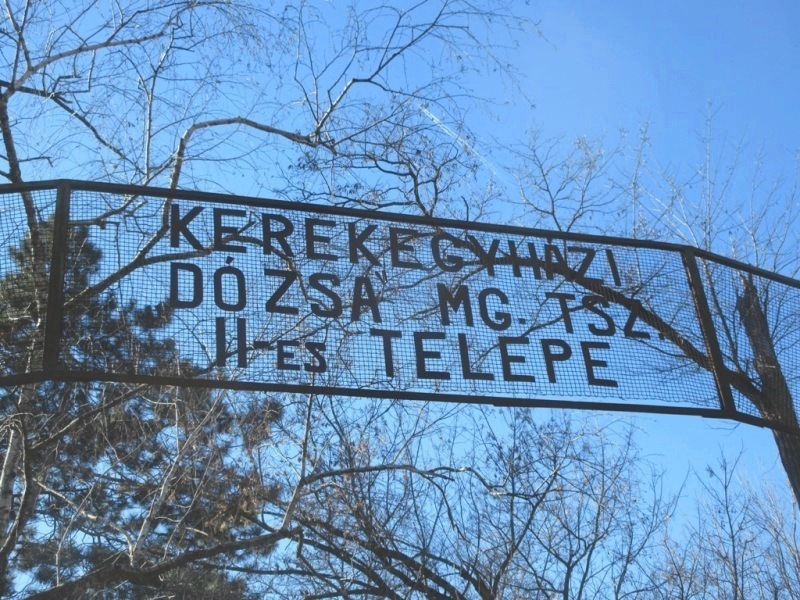 KEREKEGYHÁZI
DÓZSA" MG. TSZ.
II-ES TELEPE